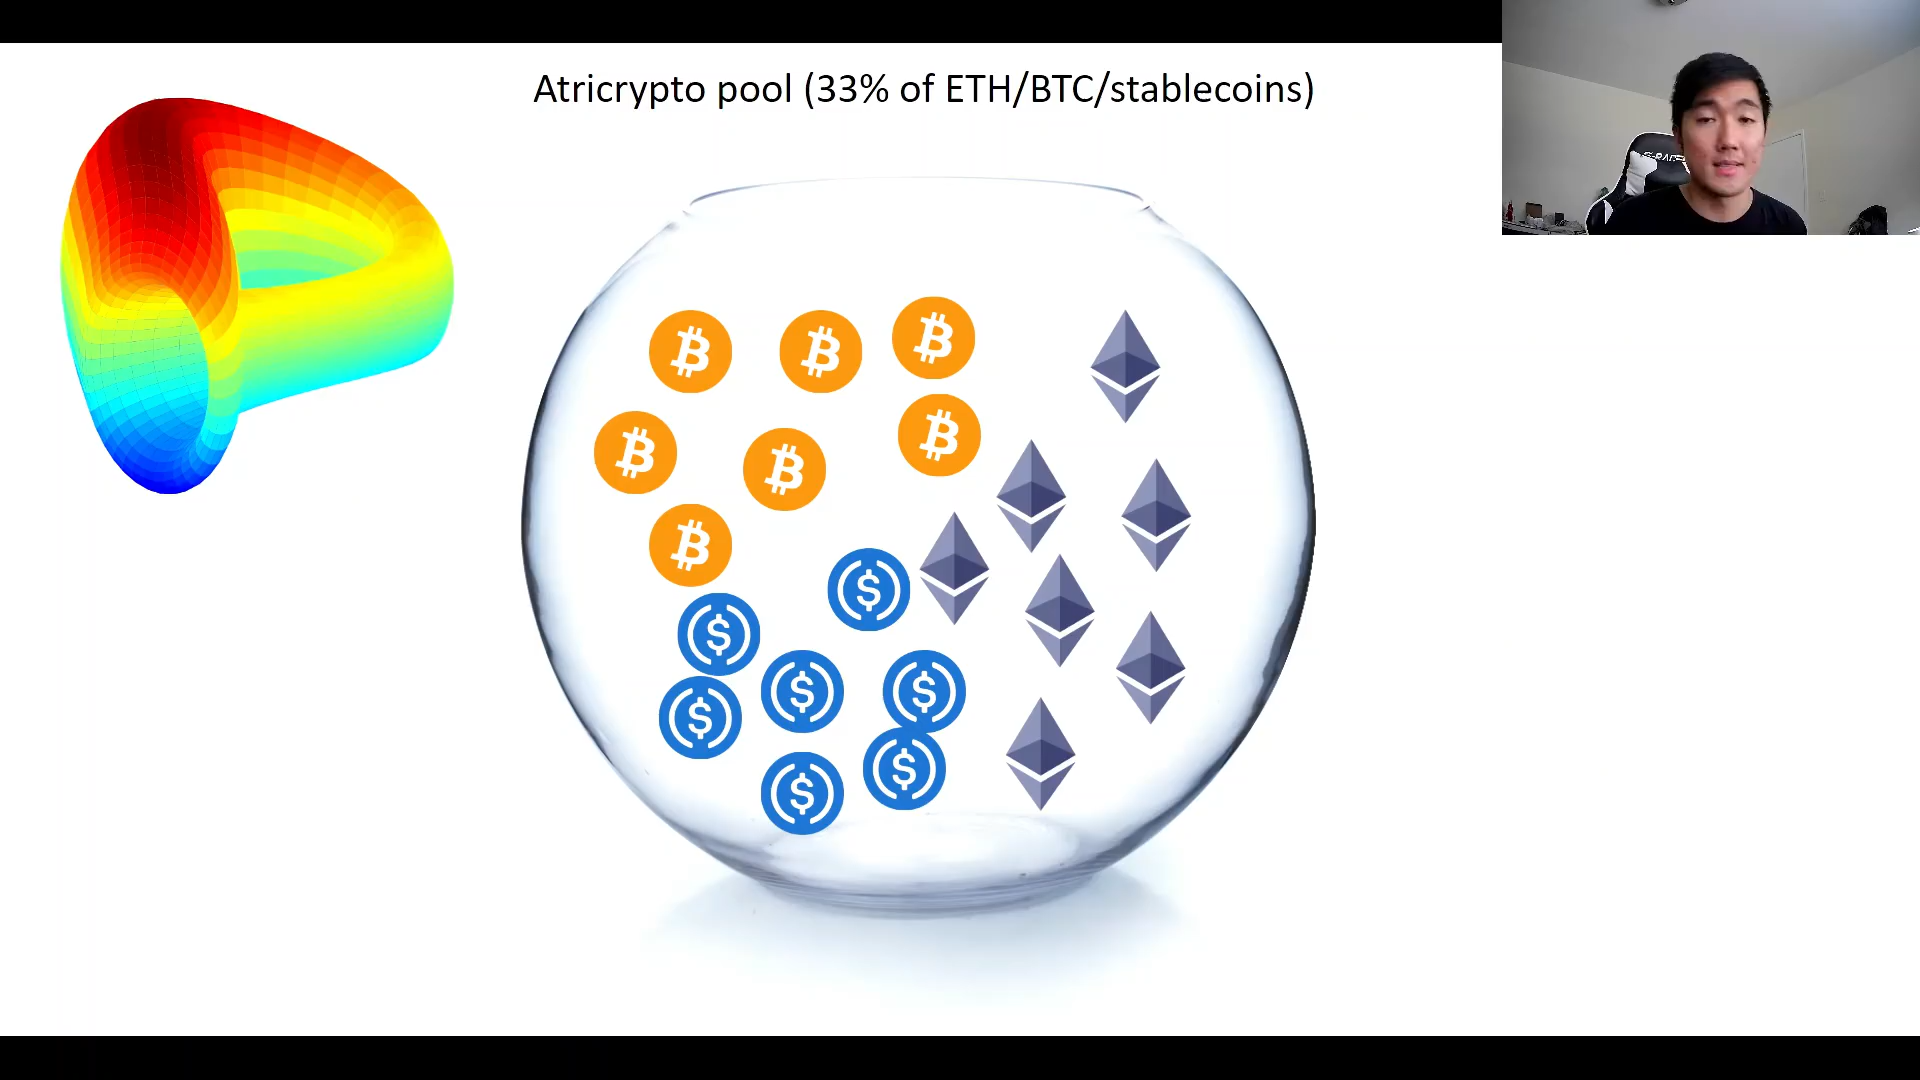 Atricrypto pool (33% of ETH/BTC/stablecoins)